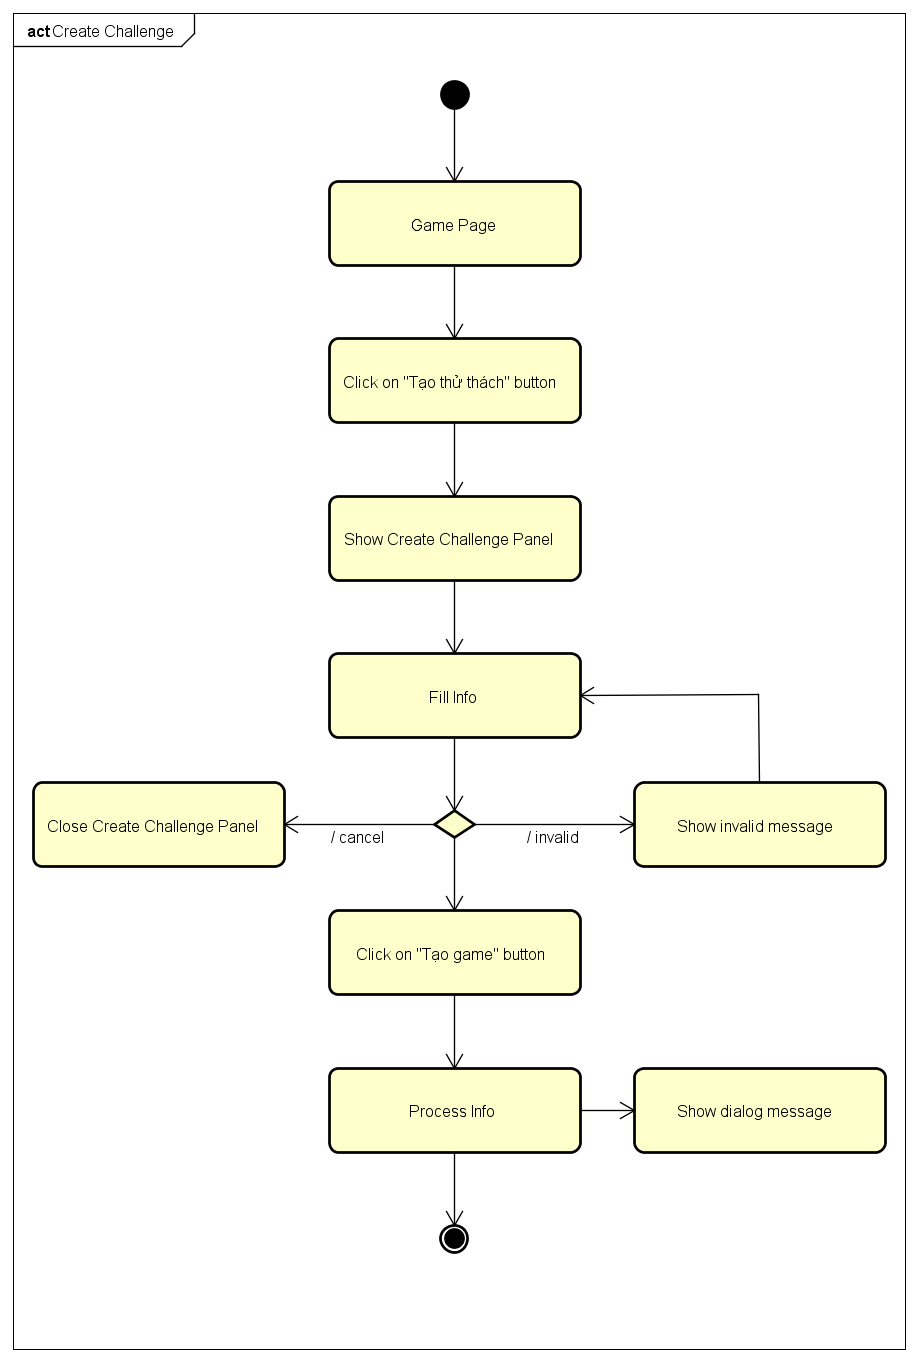 act Create Challenge
Game Page
Click on "Tạo thử thách" button
Show Create Challenge Panel
Fill Info
Close Create Challenge Panel
/ cancel
/ invalid
Show invalid message
Click on "Tạo game" button
Process Info
Show dialog message